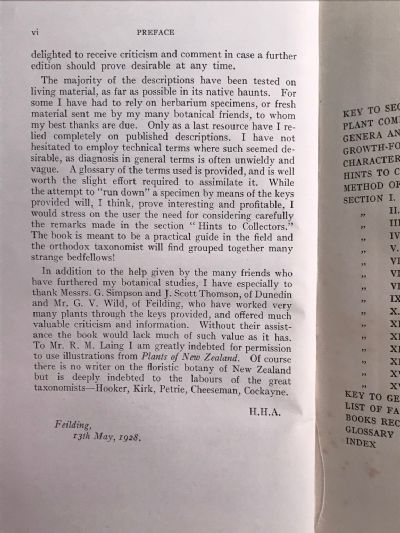 vi PREFACE
delighted to receive criticism and comment in case a further
edition should prove desirable at any time.
The majority of the descriptions have been tested on
living material, as far as possible in its native haunts. For
some I have had to rely on herbarium specimens, or fresh
material sent me by my many botanical friends, to whom
my best thanks are due. Only as a last resource have I re-
lied completely on published descriptions. I have not
hesitated to employ technical terms where such seemed de-
sirable, as diagnosis in general terms is often unwieldy and
vague. A glossary of the terms used is provided, and is well
worth the slight effort required to assimilate it. While
the attempt to "run down" a specimen by means of the keys
provided will, I think, prove interesting and profitable, I
would stress on the user the need for considering carefully
the remarks made in the section "Hints to Collectors."
The book is meant to be a practical guide in the field and
the orthodox taxonomist will find grouped together many
strange bedfellows!
In addition to the help given by the many friends who
have furthered my botanical studies, I have especially to
thank Messrs. G. Simpson and J. Scott Thomson, of Dunedin
and Mr. G. V. Wild, of Feilding, who have worked very
many plants through the keys provided, and offered much
valuable criticism and information. Without their assist-
ance the book would lack much of such value as it has.
To Mr. R. M. Laing I am greatly indebted for permission
to use illustrations from Plants of New Zealand. Of course
there is no writer on the floristic botany of New Zealand
but is deeply indebted to the labours of the great
taxonomists—Hooker, Kirk, Petrie, Cheeseman, Cockayne.
H.H.A.
Feilding,
13th May, 1928.
KEY TO
PLANT
GENERA
GROWTH-
CHARACTER
HINTS TO
METHOD OF
SECTION I.
" II.
" III
" IV
" V.
" VI
" VI
" VI
" IX
" X.
" XI
" XI
" XI
" XI
" XV
" XV
KEY TO
LIST OF
BOOKS
GLOSSARY
INDEX